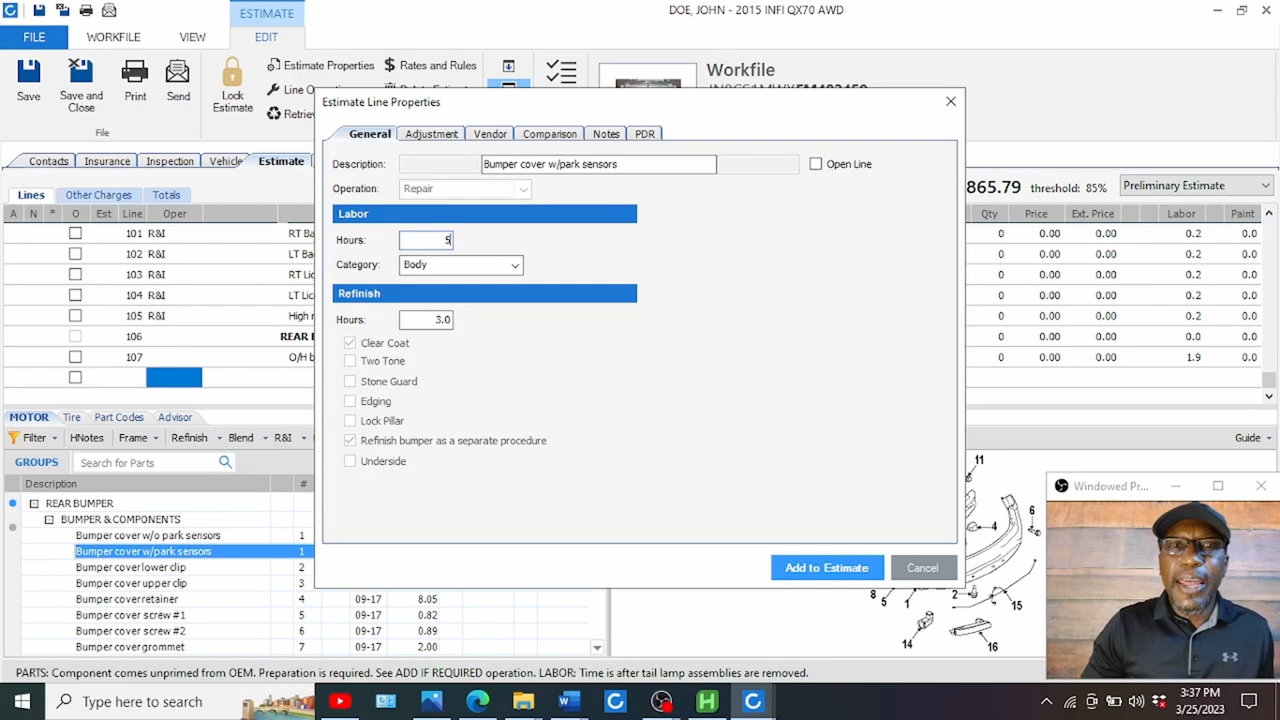 ESTIMATE
DOE, JOHN - 2015 INFI QX70 AWD
FILE WORKFILE VIEW EDIT
Save
Save and Close
Print
Send
Lock Estimate
Estimate Properties
Rates and Rules
File
Workfile
Estimate Line Properties
General Adjustment Vendor Comparison Notes PDR
Description: Bumper cover w/park sensors Open Line
Operation: Repair
Labor
Hours: 5
Category: Body
Refinish
Hours: 3.0
Clear Coat
Two Tone
Stone Guard
Edging
Lock Pillar
Refinish bumper as a separate procedure
Underside
Add to Estimate Cancel
Contacts Insurance Inspection Vehicle Estimate
865.79 threshold: 85% Preliminary Estimate
Lines Other Charges Totals
A N * O Est Line Oper Qty Price Ext. Price Labor Paint
101 R&I RT Ba 0 0.00 0.00 0.2 0.0
102 R&I LT Ba 0 0.00 0.00 0.2 0.0
103 R&I RT Lic 0 0.00 0.00 0.2 0.0
104 R&I LT Lic 0 0.00 0.00 0.2 0.0
105 R&I High r 0 0.00 0.00 0.2 0.0
106 REAR B 0 0.00 0.00 0.0 0.0
107 O/H b 0 0.00 0.00 1.9 0.0
MOTOR Tire Part Codes Advisor
Filter HNotes Frame Refinish Blend R&I Guide
GROUPS Search for Parts
Description #
REAR BUMPER
BUMPER & COMPONENTS
Bumper cover w/o park sensors 1
Bumper cover w/park sensors 1
Bumper cover lower clip 2
Bumper cover upper clip 3
Bumper cover retainer 4 09-17 8.05
Bumper cover screw #1 5 09-17 0.82
Bumper cover screw #2 6 09-17 0.89
Bumper cover grommet 7 09-17 2.00
11
6
4
8 5 1 2 15
14 16
Windowed Pr...
PARTS: Component comes unprimed from OEM. Preparation is required. See ADD IF REQUIRED operation. LABOR: Time is after tail lamp assemblies are removed.
Type here to search
3:37 PM
3/25/2023